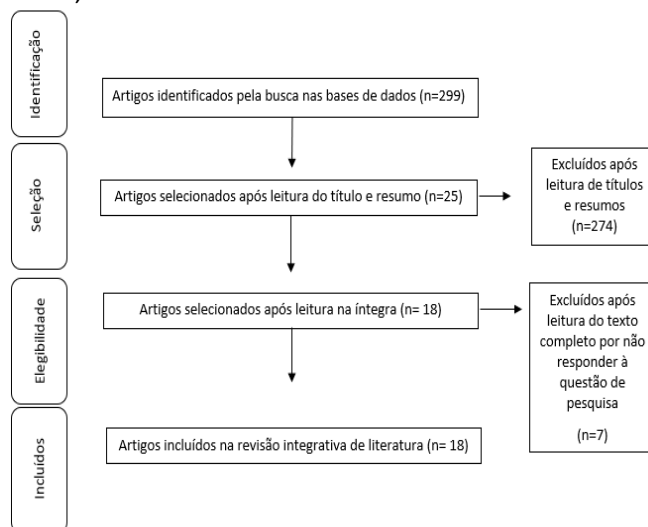 )
Identificação
Artigos identificados pela busca nas bases de dados (n=299)
Seleção
Artigos selecionados após leitura do título e resumo (n=25)
Excluídos após
leitura de títulos
e resumos
(n=274)
Elegibilidade
Artigos selecionados após leitura na íntegra (n= 18)
Excluídos após
leitura do texto
completo por não
responder à
questão de
pesquisa
(n=7)
Incluídos
Artigos incluídos na revisão integrativa de literatura (n= 18)